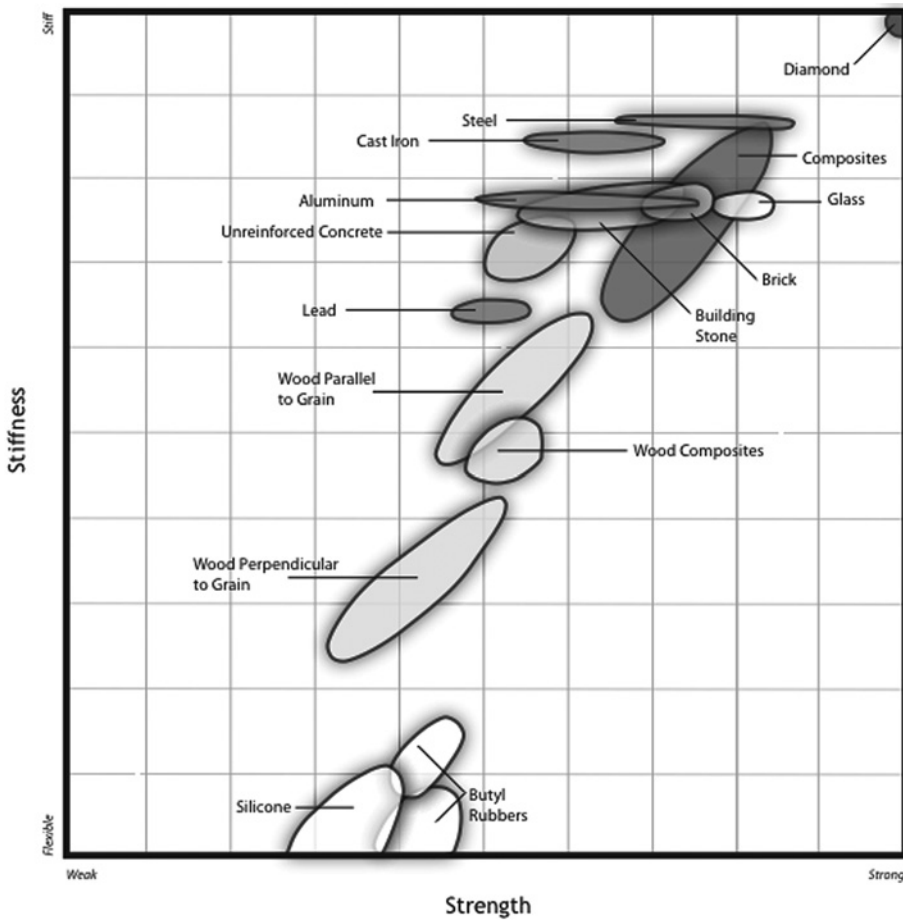 Stiff
Diamond
Steel
Cast Iron
Composites
Aluminum
Glass
Unreinforced Concrete
Brick
Lead
Building
Stone
Wood Parallel
to Grain
Stiffness
Wood Composites
Wood Perpendicular
to Grain
Silicone
Butyl
Rubbers
Flexible
Weak
Strong
Strength